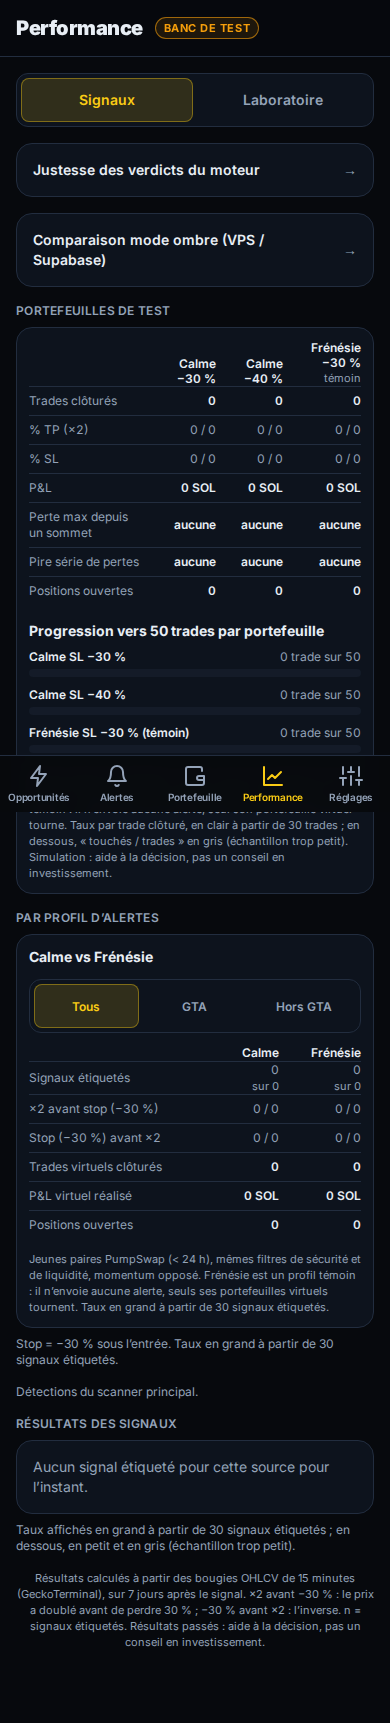 Performance BANC DE TEST
Signaux Laboratoire
Justesse des verdicts du moteur →
Comparaison mode ombre (VPS /
Supabase) →
PORTEFEUILLES DE TEST
Calme −30 % Calme −40 % Frénésie −30 % témoin
Trades clôturés 0 0 0
% TP (×2) 0 / 0 0 / 0 0 / 0
% SL 0 / 0 0 / 0 0 / 0
P&L 0 SOL 0 SOL 0 SOL
Perte max depuis
un sommet aucune aucune aucune
Pire série de pertes aucune aucune aucune
Positions ouvertes 0 0 0
Progression vers 50 trades par portefeuille
Calme SL −30 % 0 trade sur 50
Calme SL −40 % 0 trade sur 50
Frénésie SL −30 % (témoin) 0 trade sur 50
Opportunités Alertes Portefeuille Performance Réglages
tourne. Taux par trade clôturé, en clair à partir de 30 trades ; en
dessous, « touchés / trades » en gris (échantillon trop petit).
Simulation : aide à la décision, pas un conseil en
investissement.
PAR PROFIL D’ALERTES
Calme vs Frénésie
Tous GTA Hors GTA
Calme Frénésie
Signaux étiquetés 0 sur 0 0 sur 0
×2 avant stop (−30 %) 0 / 0 0 / 0
Stop (−30 %) avant ×2 0 / 0 0 / 0
Trades virtuels clôturés 0 0
P&L virtuel réalisé 0 SOL 0 SOL
Positions ouvertes 0 0
Jeunes paires PumpSwap (< 24 h), mêmes filtres de sécurité et
de liquidité, momentum opposé. Frénésie est un profil témoin
: il n’envoie aucune alerte, seuls ses portefeuilles virtuels
tournent. Taux en grand à partir de 30 signaux étiquetés.
Stop = −30 % sous l’entrée. Taux en grand à partir de 30
signaux étiquetés.
Détections du scanner principal.
RÉSULTATS DES SIGNAUX
Aucun signal étiqueté pour cette source pour
l’instant.
Taux affichés en grand à partir de 30 signaux étiquetés ; en
dessous, en petit et en gris (échantillon trop petit).
Résultats calculés à partir des bougies OHLCV de 15 minutes
(GeckoTerminal), sur 7 jours après le signal. ×2 avant −30 % : le prix
a doublé avant de perdre 30 % ; −30 % avant ×2 : l’inverse. n =
signaux étiquetés. Résultats passés : aide à la décision, pas un
conseil en investissement.